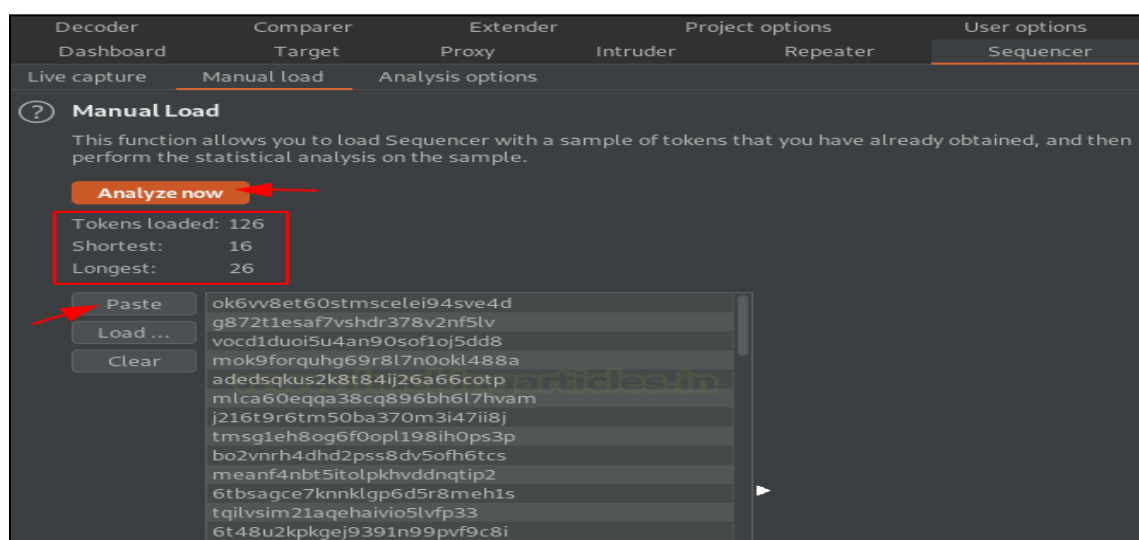 Decoder Comparer Extender Project options User options
Dashboard Target Proxy Intruder Repeater Sequencer
Live capture Manual load Analysis options
? Manual Load
This function allows you to load Sequencer with a sample of tokens that you have already obtained, and then
perform the statistical analysis on the sample.
Analyze now
Tokens loaded: 126
Shortest: 16
Longest: 26
Paste
Load ...
Clear
ok6vv8et60stmscelei94sve4d
g872t1esaf7vshdr378v2nf5lv
vocd1duoi5u4an90sof1oj5dd8
mok9forquhg69r8l7n0okl488a
adedsqkus2k8t84ij26a66cotp
mlca60eqqa38cq896bh6l7hvam
j216t9r6tm50ba370m3i47ii8j
tmsg1eh8og6f0opl198ih0ps3p
bo2vnrh4dhd2pss8dv5ofh6tcs
meanf4nbt5itolpkhvddnqtip2
6tbsagce7knnklgp6d5r8meh1s
tqilvsim21aqehaivio5lvfp33
6t48u2kpkgej9391n99pvf9c8i